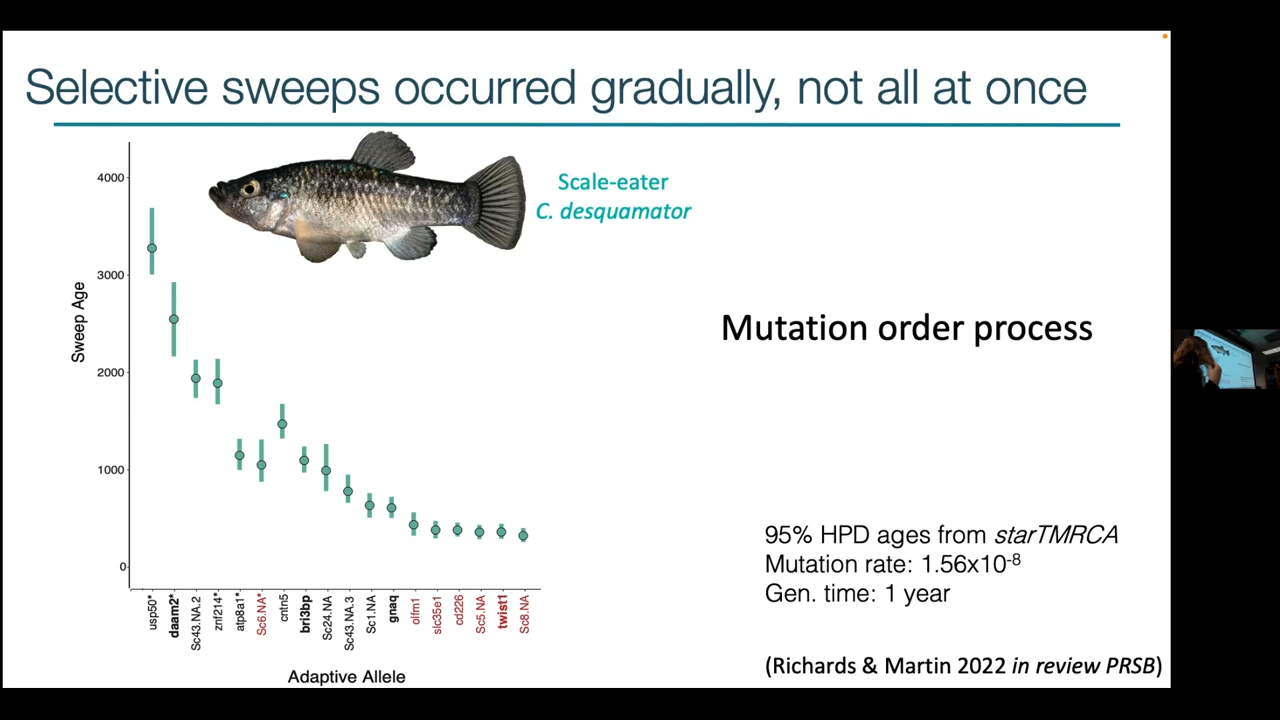 Selective sweeps occurred gradually, not all at once
Scale-eater
C. desquamator
4000
3000
2000
1000
0
Sweep Age
usp50*
daam2*
Sc43.NA.2
znf214*
atp8a1*
Sc6.NA*
cntn5
bri3bp
Sc24.NA
Sc43.NA.3
Sc1.NA
gnaq
olfm1
slc35e1
cd226
Sc5.NA
twist1
Sc8.NA
Adaptive Allele
Mutation order process
95% HPD ages from starTMRCA
Mutation rate: 1.56x10-8
Gen. time: 1 year
(Richards & Martin 2022 in review PRSB)